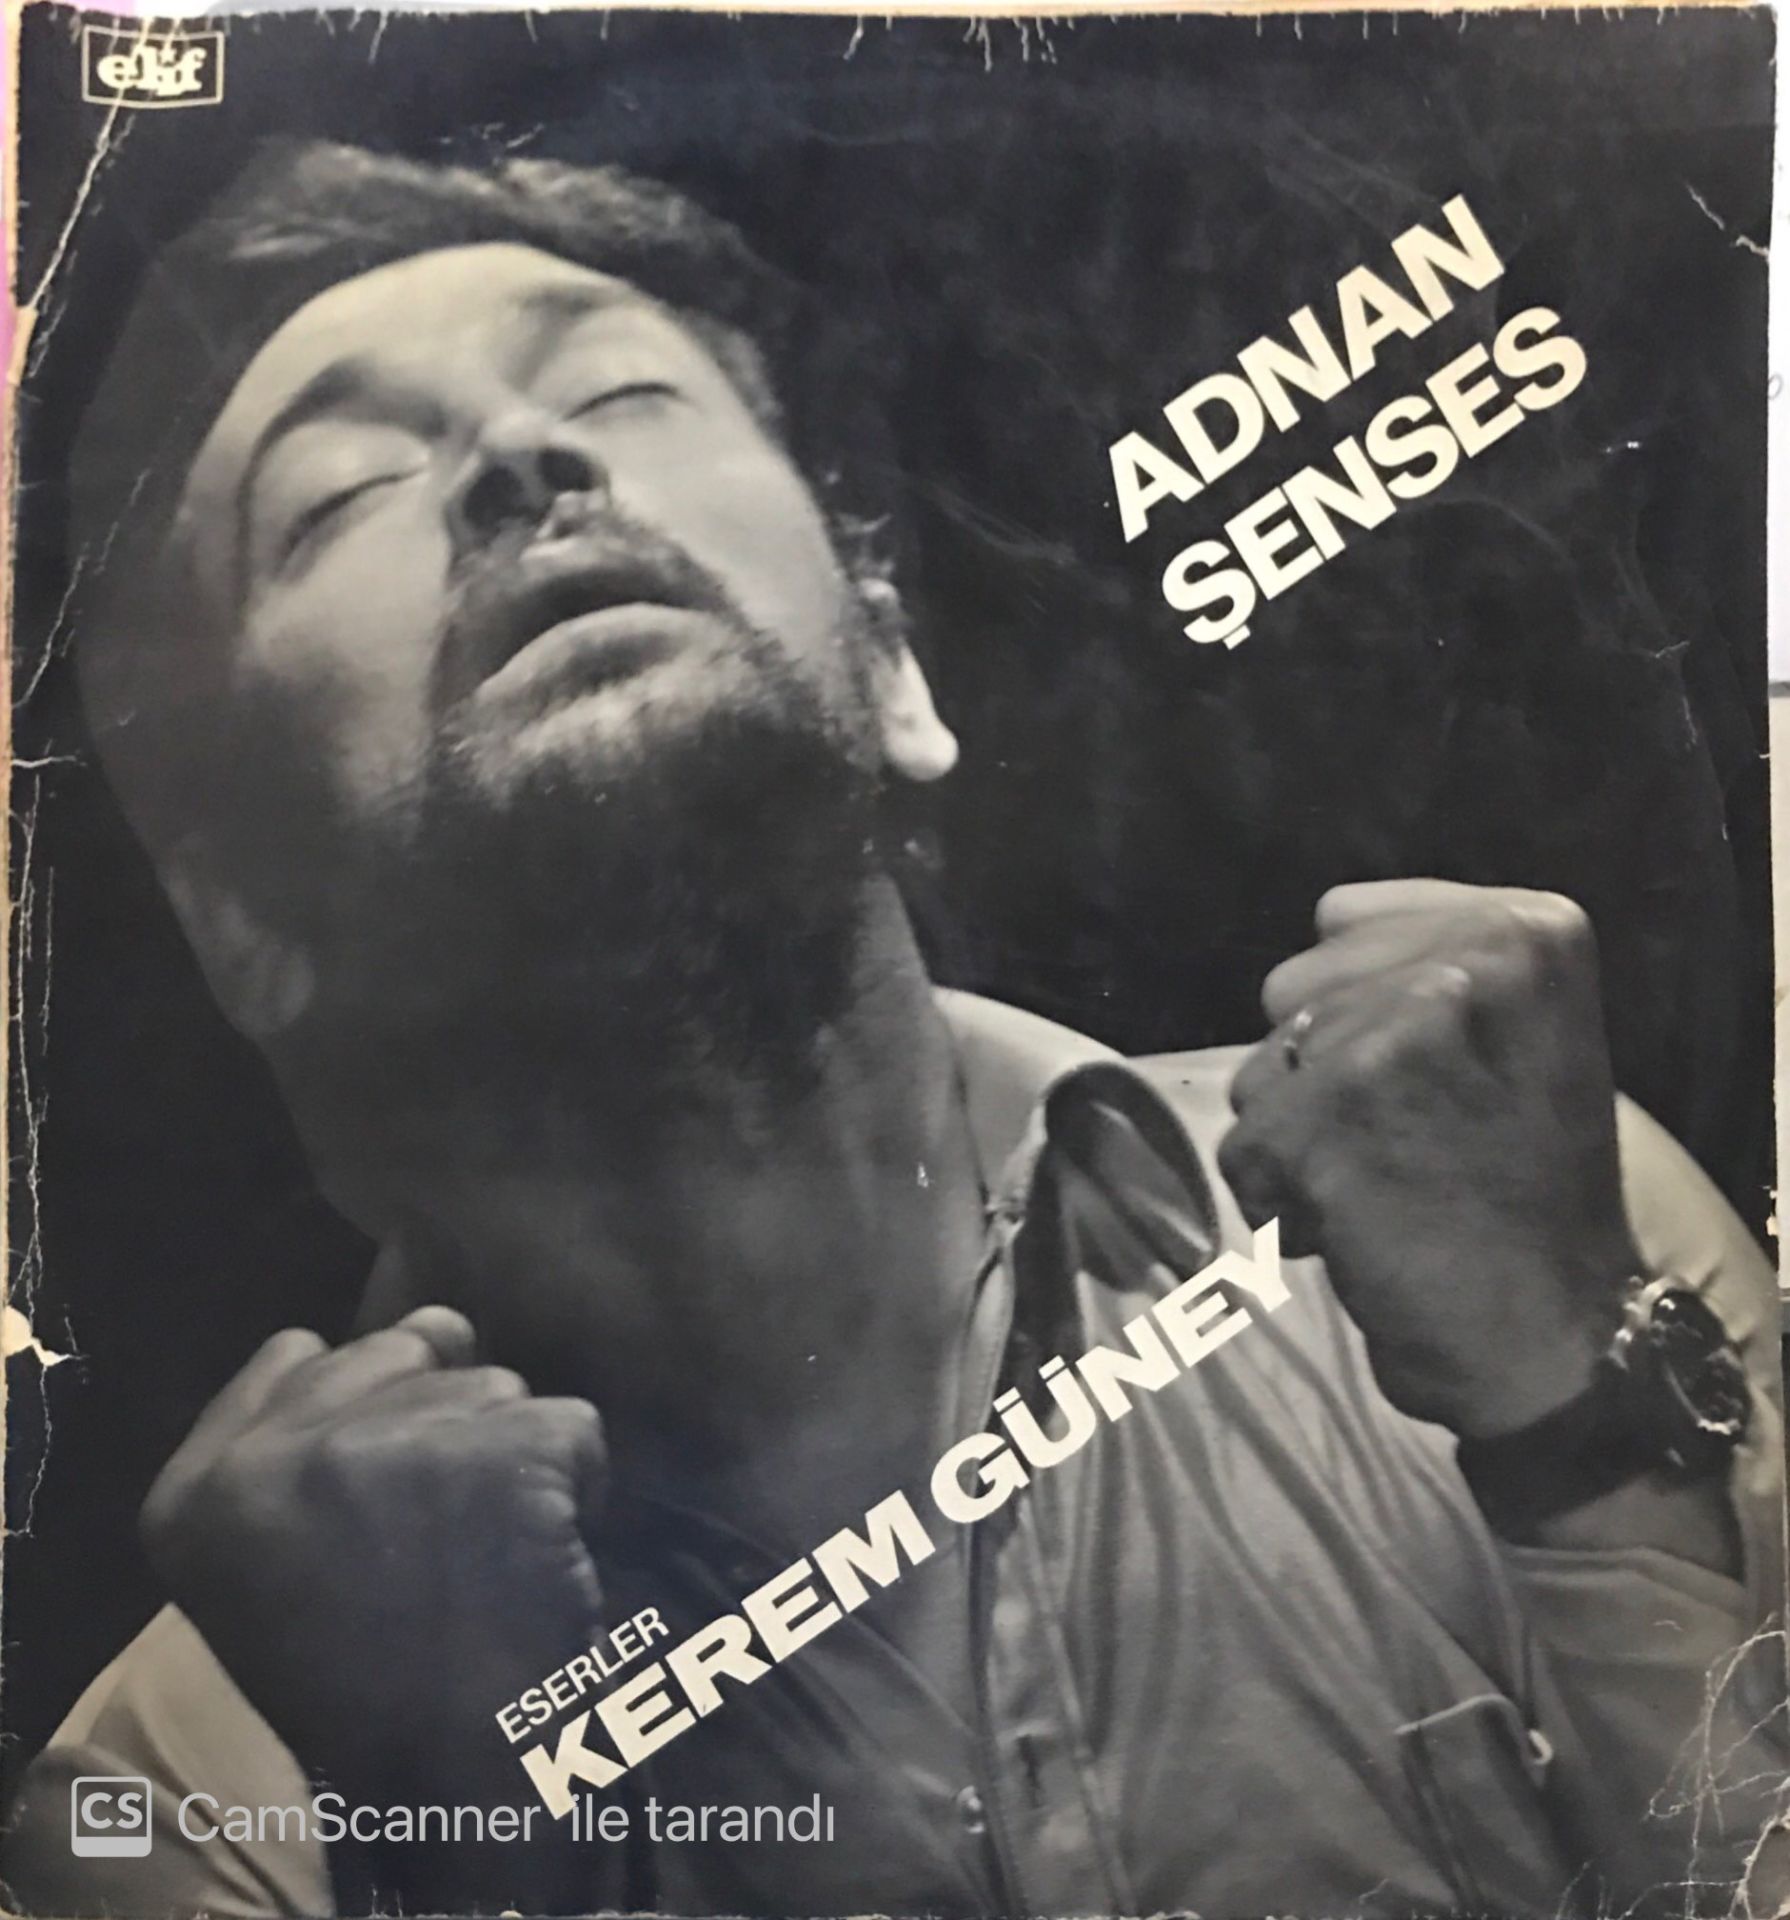 elif
ADNAN
ŞENSES
ESERLER
KEREM GÜNEY
CS CamScanner ile tarandı